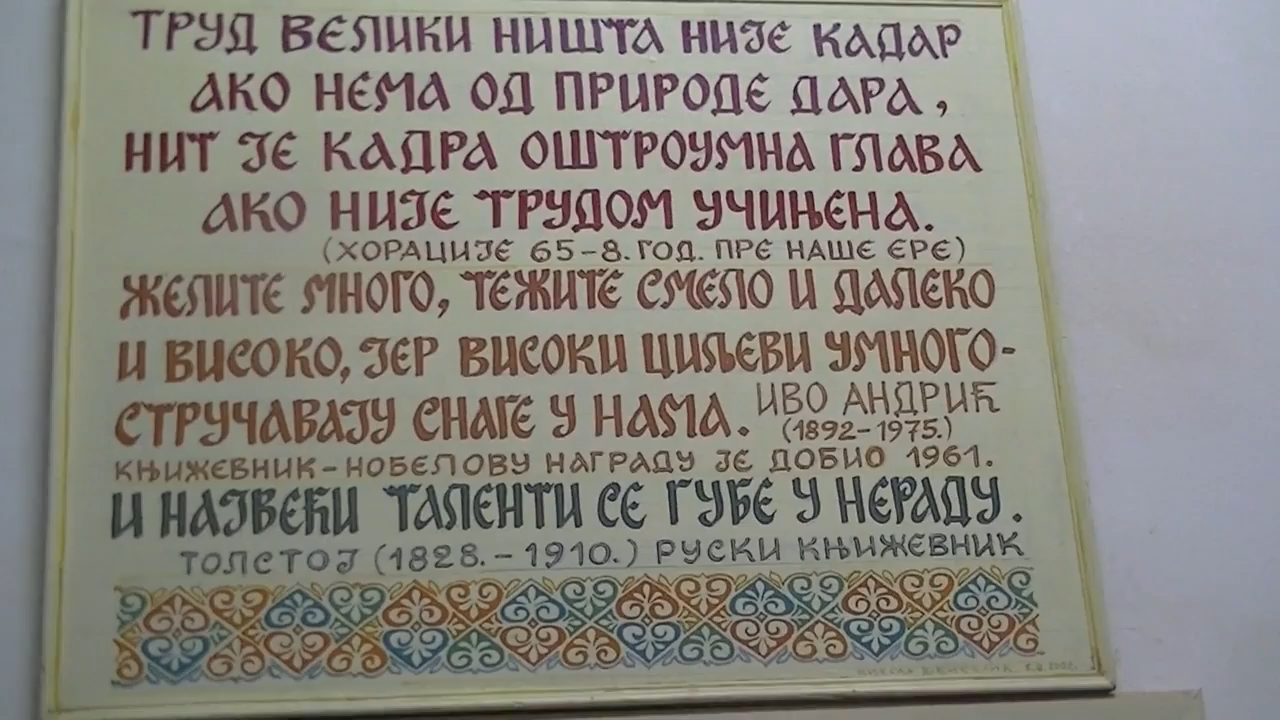 ТРУД ВЕЛИКИ НИШТА НИЈЕ КАДАР
АКО НЕМА ОД ПРИРОДЕ ДАРА,
НИТ ЈЕ КАДРА ОШТРОУМНА ГЛАВА
АКО НИЈЕ ТРУДОМ УЧИЊЕНА.
(ХОРАЦИЈЕ 65-8. ГОД. ПРЕ НАШЕ ЕРЕ)
ЖЕЛИТЕ МНОГО, ТЕЖИТЕ СМЕЛО И ДАЛЕКО
И ВИСОКО, ЈЕР ВИСОКИ ЦИЉЕВИ УМНОГО-
СТРУЧАВАЈУ СНАГЕ У НАМА. ИВО АНДРИЋ
(1892-1975.)
КЊИЖЕВНИК-НОБЕЛОВУ НАГРАДУ ЈЕ ДОБИО 1961.
И НАЈВЕЋИ ТАЛЕНТИ СЕ ГУБЕ У НЕРАДУ.
ТОЛСТОЈ (1828.-1910.) РУСКИ КЊИЖЕВНИК